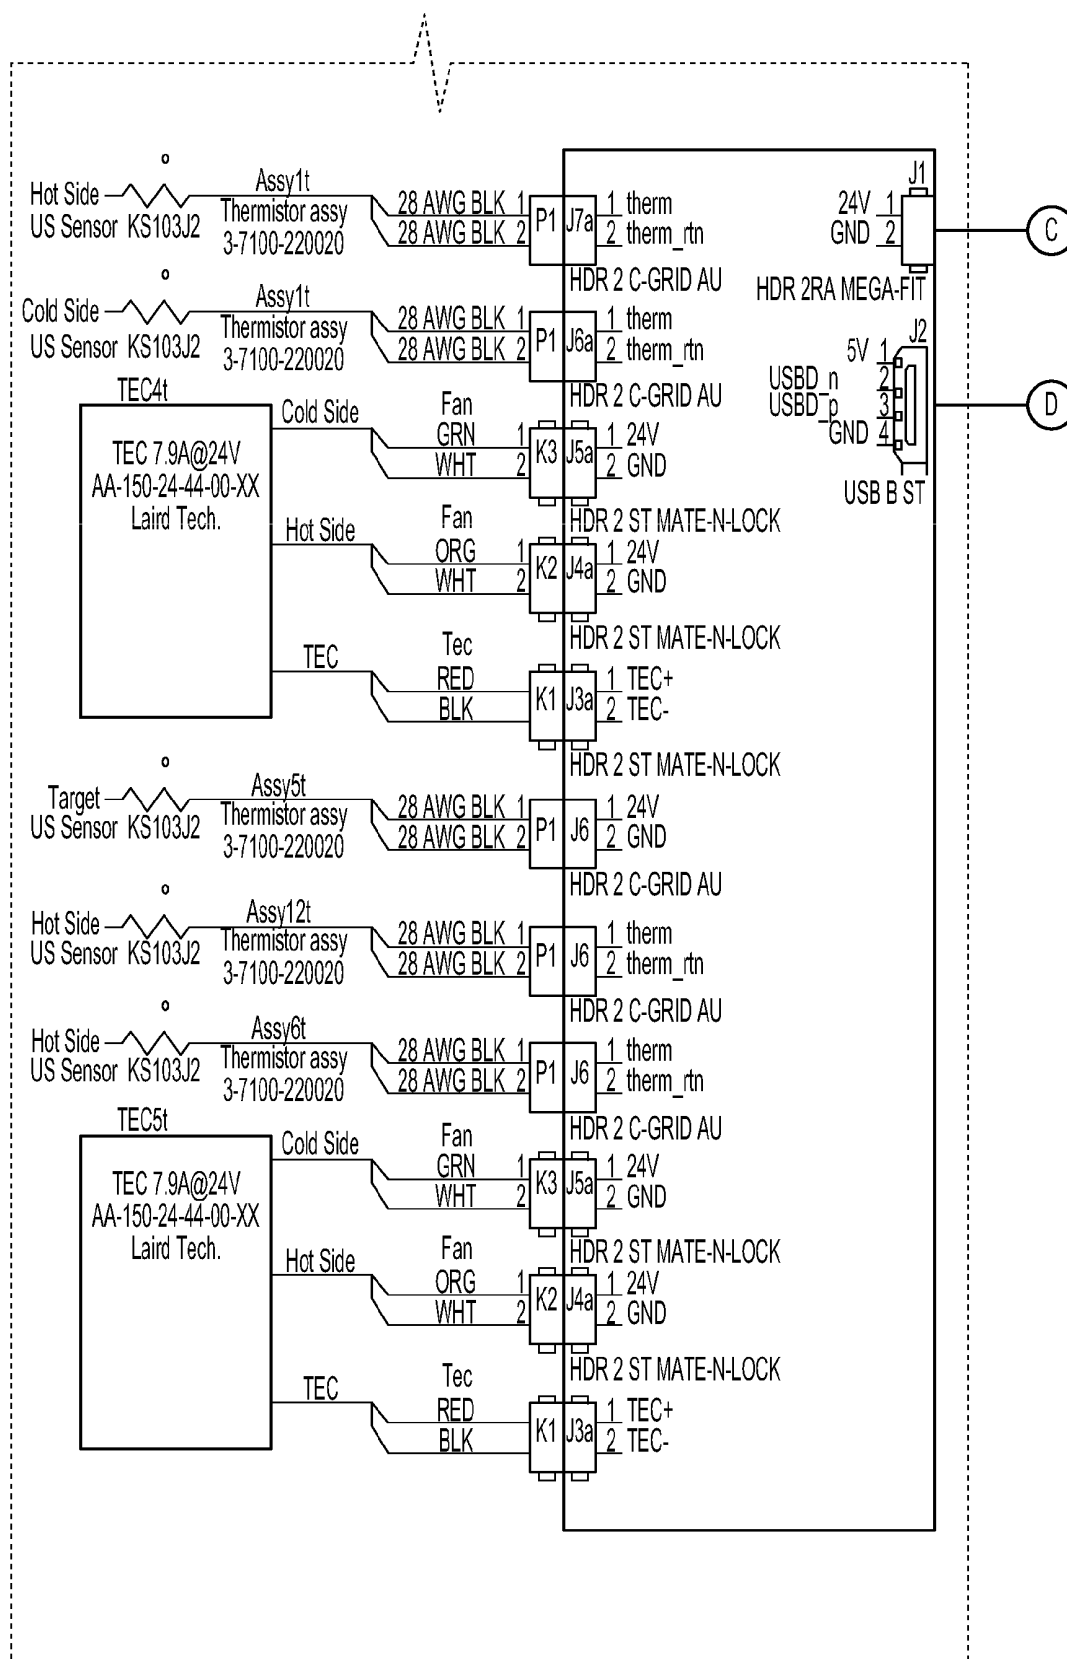 Hot Side
US Sensor KS103J2
Assy1t
Thermistor assy
3-7100-220020
28 AWG BLK 1
28 AWG BLK 2
P1 J7a
1 therm
2 therm_rtn
HDR 2 C-GRID AU
J1
24V 1
GND 2
HDR 2RA MEGA-FIT
C
Cold Side
US Sensor KS103J2
Assy1t
Thermistor assy
3-7100-220020
28 AWG BLK 1
28 AWG BLK 2
P1 J6a
1 therm
2 therm_rtn
HDR 2 C-GRID AU
J2
5V 1
USBD_n 2
USBD_p 3
GND 4
USB B ST
D
TEC4t
TEC 7.9A@24V
AA-150-24-44-00-XX
Laird Tech.
Cold Side
Fan
GRN 1
WHT 2
K3 J5a
1 24V
2 GND
HDR 2 ST MATE-N-LOCK
Hot Side
Fan
ORG 1
WHT 2
K2 J4a
1 24V
2 GND
HDR 2 ST MATE-N-LOCK
TEC
Tec
RED
BLK
K1 J3a
1 TEC+
2 TEC-
HDR 2 ST MATE-N-LOCK
Target
US Sensor KS103J2
Assy5t
Thermistor assy
3-7100-220020
28 AWG BLK 1
28 AWG BLK 2
P1 J6
1 24V
2 GND
HDR 2 C-GRID AU
Hot Side
US Sensor KS103J2
Assy12t
Thermistor assy
3-7100-220020
28 AWG BLK 1
28 AWG BLK 2
P1 J6
1 therm
2 therm_rtn
HDR 2 C-GRID AU
Hot Side
US Sensor KS103J2
Assy6t
Thermistor assy
3-7100-220020
28 AWG BLK 1
28 AWG BLK 2
P1 J6
1 therm
2 therm_rtn
HDR 2 C-GRID AU
TEC5t
TEC 7.9A@24V
AA-150-24-44-00-XX
Laird Tech.
Cold Side
Fan
GRN 1
WHT 2
K3 J5a
1 24V
2 GND
HDR 2 ST MATE-N-LOCK
Hot Side
Fan
ORG 1
WHT 2
K2 J4a
1 24V
2 GND
HDR 2 ST MATE-N-LOCK
TEC
Tec
RED
BLK
K1 J3a
1 TEC+
2 TEC-